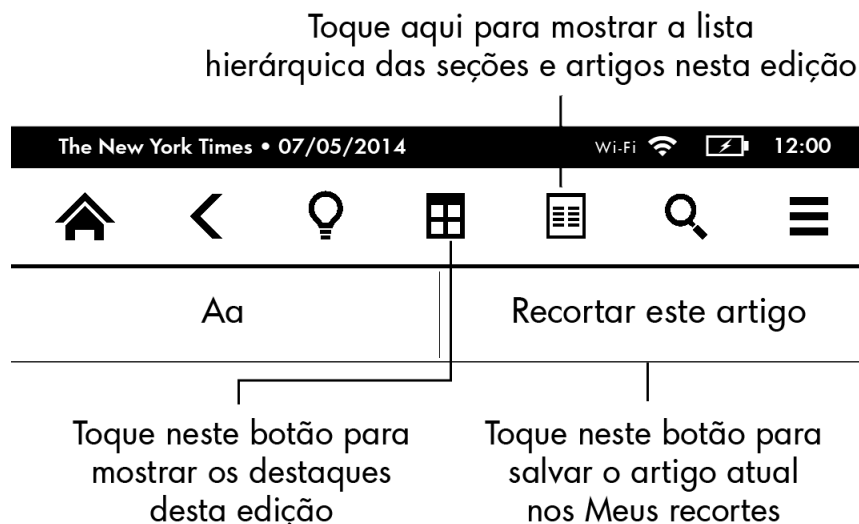 Toque aqui para mostrar a lista
hierárquica das seções e artigos nesta edição
The New York Times • 07/05/2014 Wi-Fi 12:00
Aa Recortar este artigo
Toque neste botão para
mostrar os destaques
desta edição
Toque neste botão para
salvar o artigo atual
nos Meus recortes